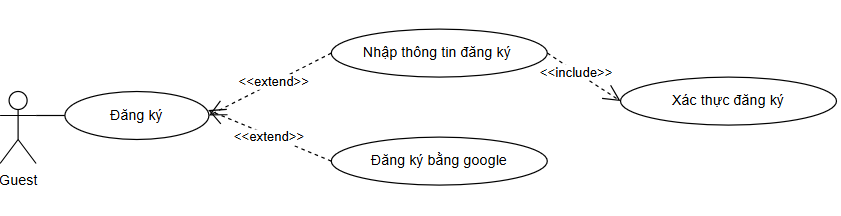 Nhập thông tin đăng ký
<<extend>>
<<include>>
Xác thực đăng ký
Đăng ký
<<extend>>
Đăng ký bằng google
Guest